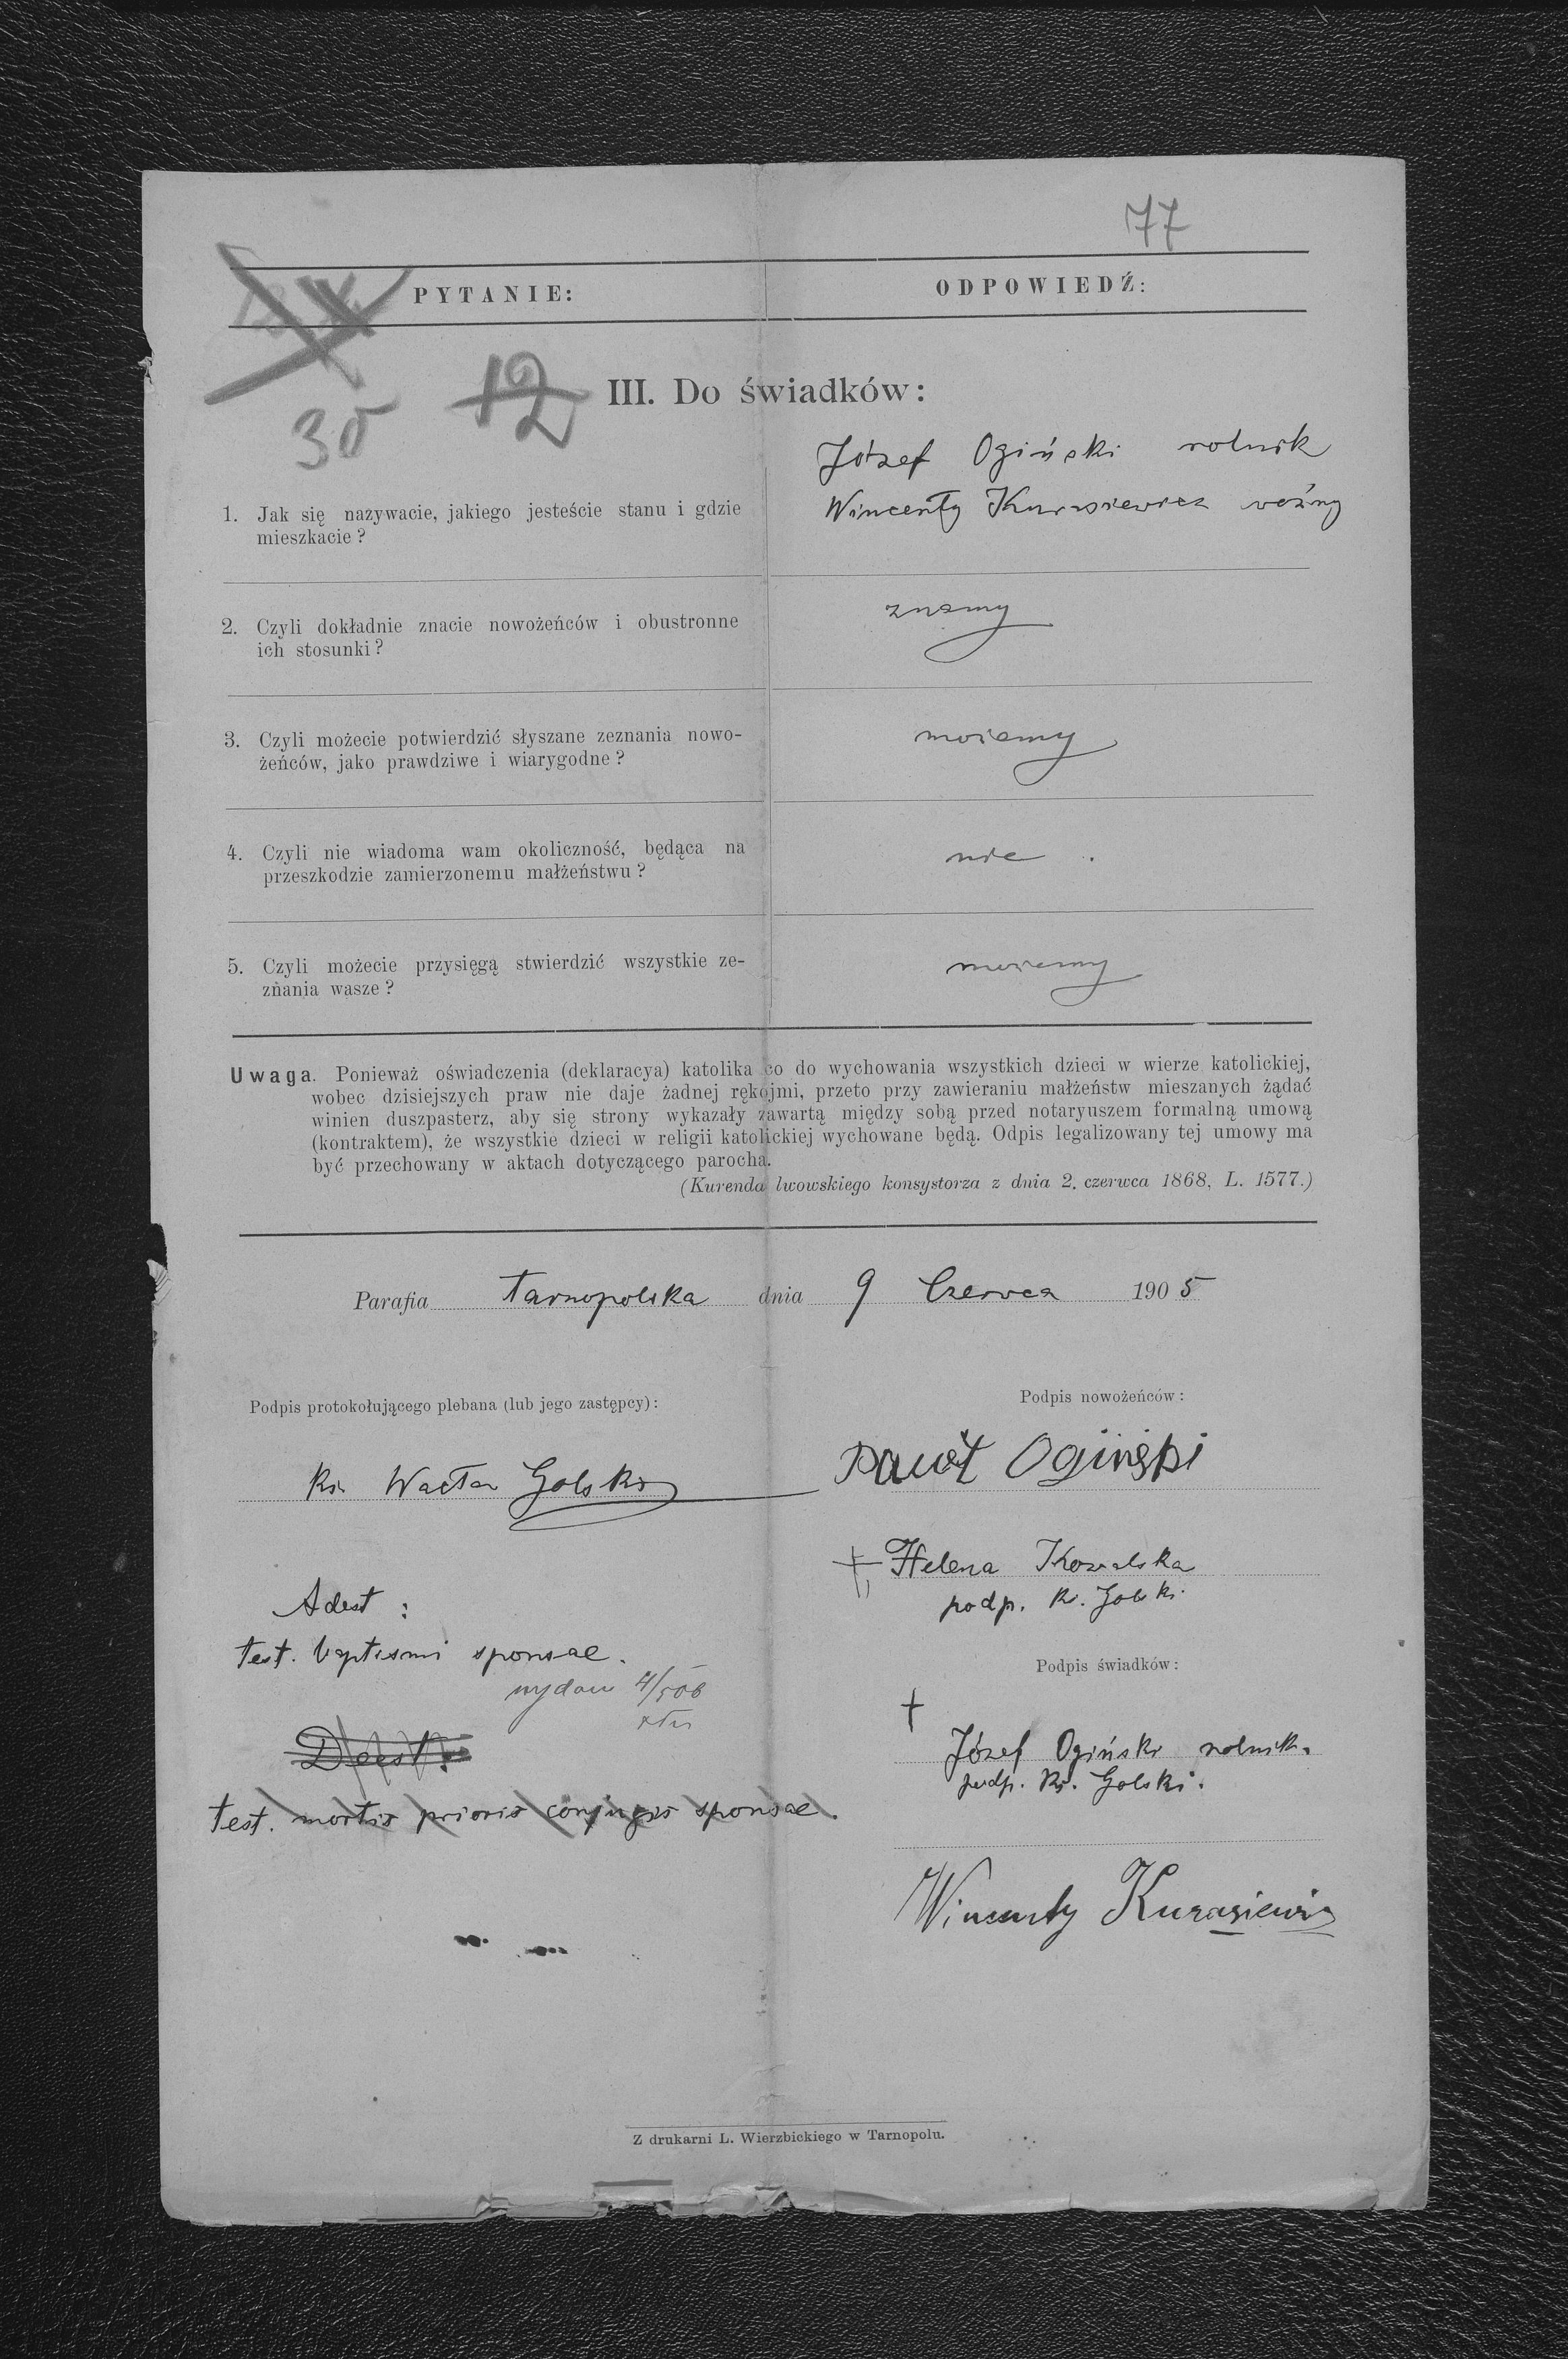 77
PYTANIE: ODPOWIEDŹ:
12
30
III. Do świadków:
Józef Ogiński rolnik
Wincenty Kurasiewicz woźny
1. Jak się nazywacie, jakiego jesteście stanu i gdzie
mieszkacie?
2. Czyli dokładnie znacie nowożeńców i obustronne
ich stosunki?
znamy
3. Czyli możecie potwierdzić słyszane zeznania nowo-
żeńców, jako prawdziwe i wiarygodne?
możemy
4. Czyli nie wiadoma wam okoliczność, będąca na
przeszkodzie zamierzonemu małżeństwu?
nie
5. Czyli możecie przysięgą stwierdzić wszystkie ze-
znania wasze?
możemy
Uwaga. Ponieważ oświadczenia (deklaracya) katolika co do wychowania wszystkich dzieci w wierze katolickiej,
wobec dzisiejszych praw nie daje żadnej rękojmi, przeto przy zawieraniu małżeństw mieszanych żądać
winien duszpasterz, aby się strony wykazały zawartą między sobą przed notaryuszem formalną umową
(kontraktem), że wszystkie dzieci w religii katolickiej wychowane będą. Odpis legalizowany tej umowy ma
być przechowany w aktach dotyczącego parocha.
(Kurenda lwowskiego konsystorza z dnia 2. czerwca 1868, L. 1577.)
Parafia Tarnopolska dnia 9 Czerwca 1905
Podpis protokołującego plebana (lub jego zastępcy):
Ks. Wacław Golski
Podpis nowożeńców:
Paweł Ogiński
† Helena Kowalska
podp. Ks. Golski
Adest:
test. baptismi sponsae.
wydan
Deest:
test. mortis prioris conjugis sponsae.
Podpis świadków:
†
Józef Ogiński rolnik.
podp. Ks. Golski.
Wincenty Kurasiewicz
Z drukarni L. Wierzbickiego w Tarnopolu.